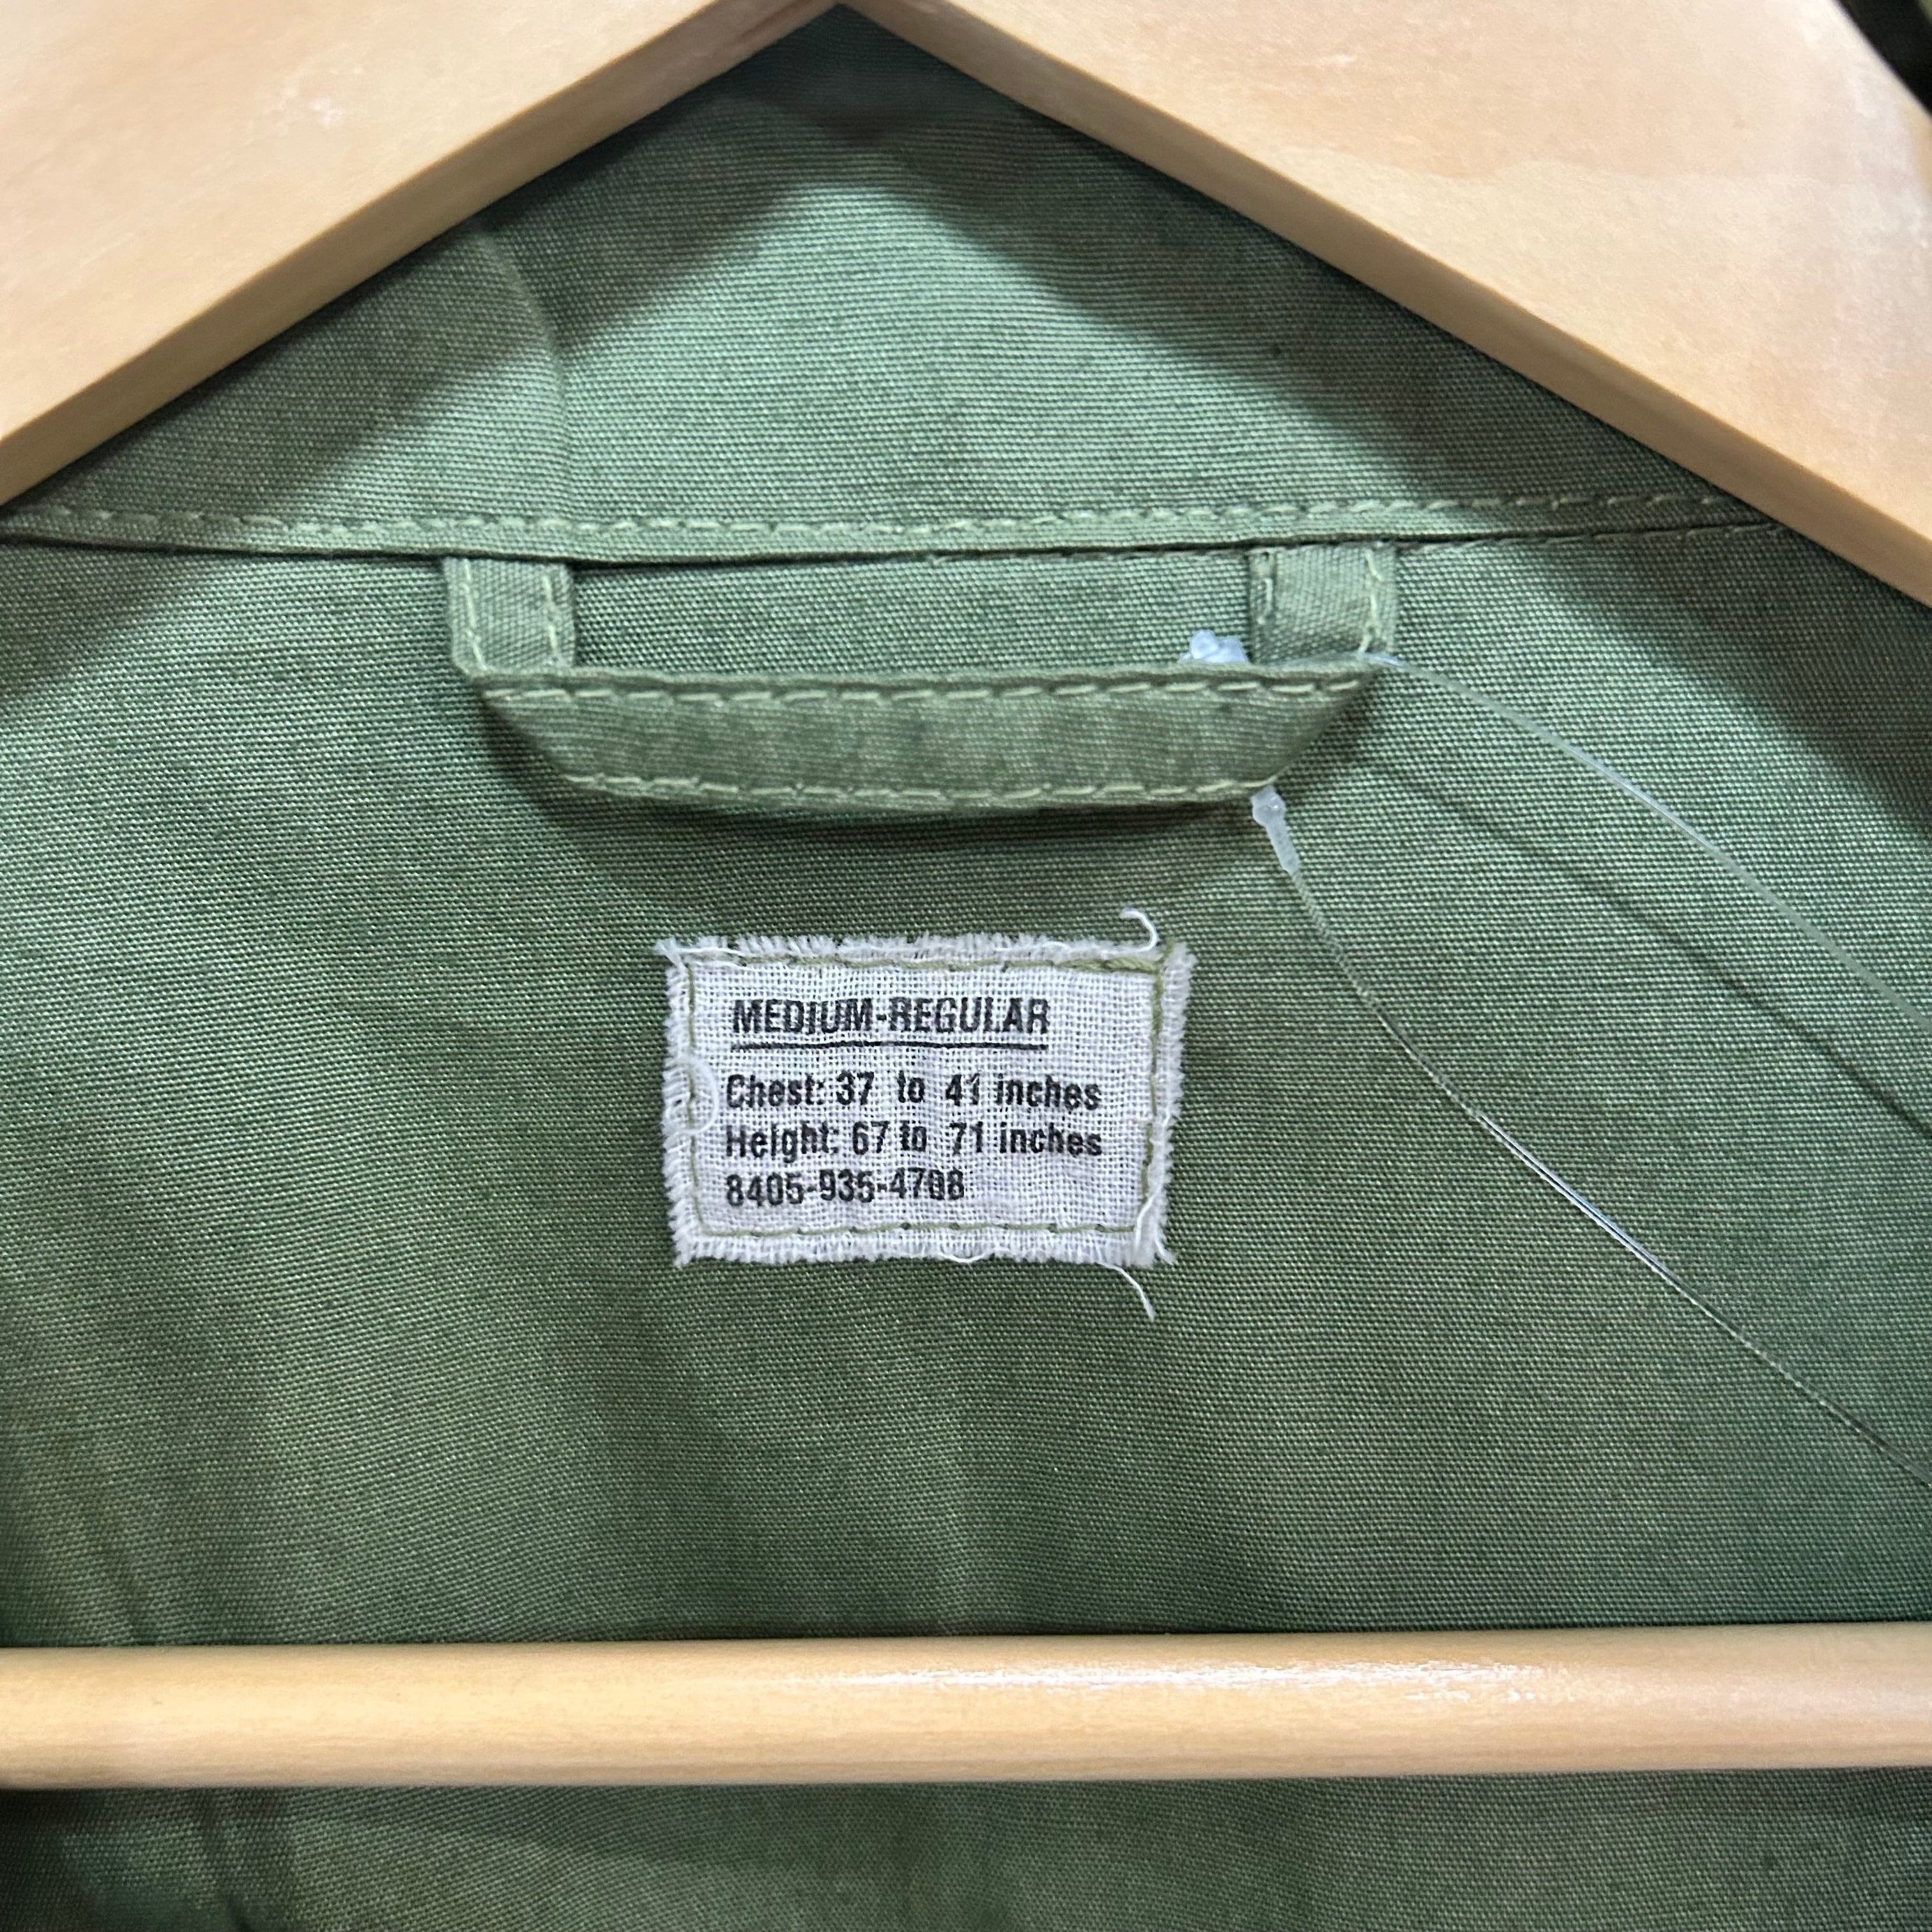 MEDIUM-REGULAR
Chest: 37 to 41 inches
Height: 67 to 71 inches
8405-935-4708